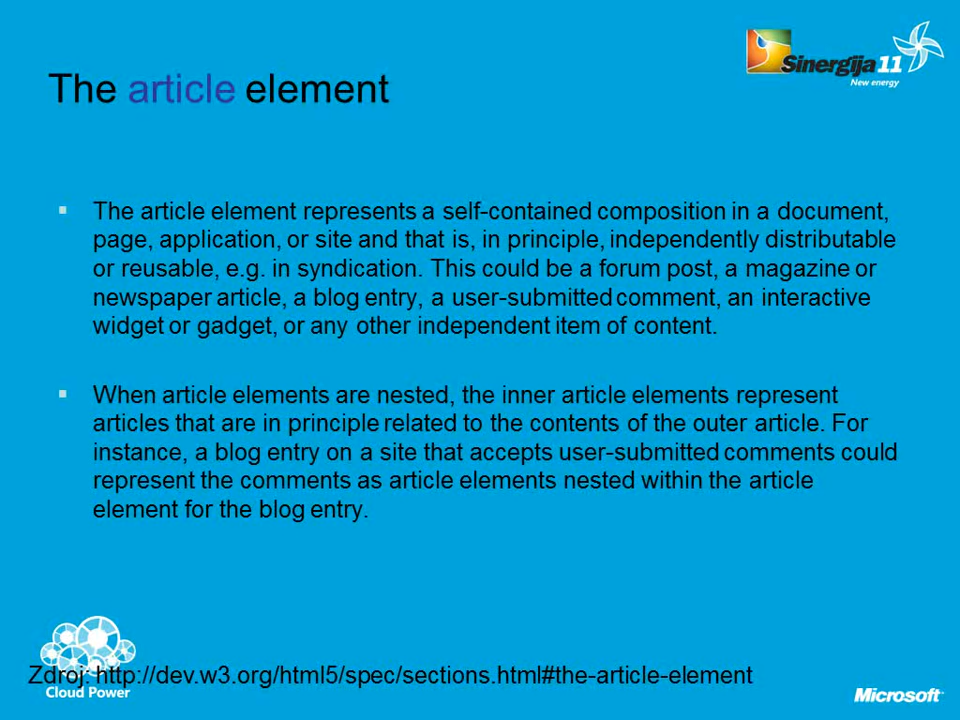 Sinergija 11
New energy
The article element
The article element represents a self-contained composition in a document,
page, application, or site and that is, in principle, independently distributable
or reusable, e.g. in syndication. This could be a forum post, a magazine or
newspaper article, a blog entry, a user-submitted comment, an interactive
widget or gadget, or any other independent item of content.
When article elements are nested, the inner article elements represent
articles that are in principle related to the contents of the outer article. For
instance, a blog entry on a site that accepts user-submitted comments could
represent the comments as article elements nested within the article
element for the blog entry.
Zdroj: http://dev.w3.org/html5/spec/sections.html#the-article-element
Cloud Power
Microsoft